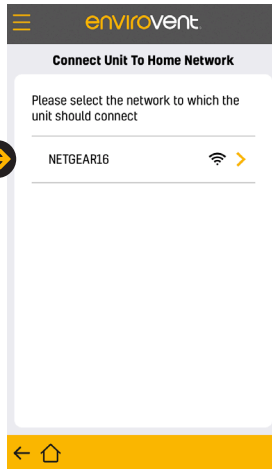 envirovent
Connect Unit To Home Network
Please select the network to which the
unit should connect
NETGEAR16